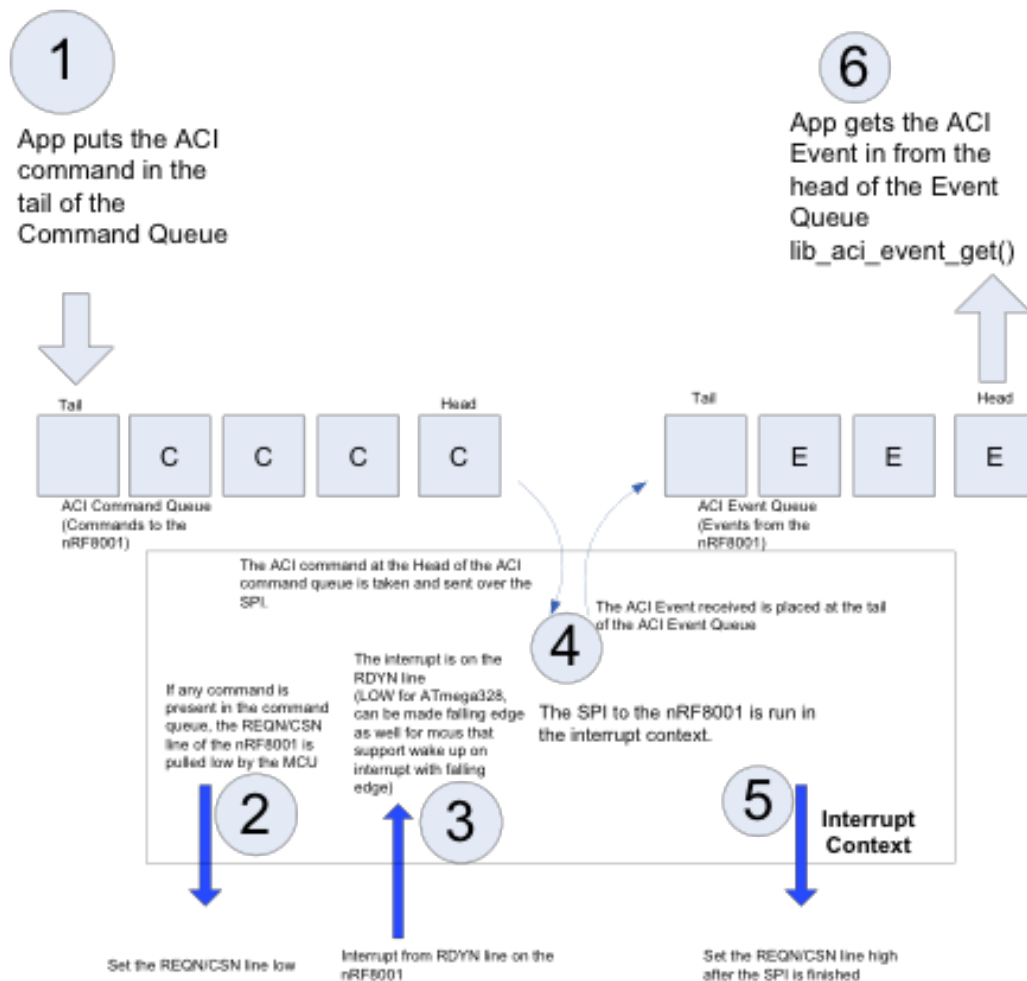 1
App puts the ACI
command in the
tail of the
Command Queue
6
App gets the ACI
Event in from the
head of the Event
Queue
lib_aci_event_get()
Tail
Head
C
C
C
C
ACI Command Queue
(Commands to the
nRF8001)
Tail
Head
E
E
E
ACI Event Queue
(Events from the
nRF8001)
The ACI command at the Head of the ACI
command queue is taken and sent over the
SPI.
4
The ACI Event received is placed at the tail
of the ACI Event Queue
The SPI to the nRF8001 is run in
the interrupt context.
If any command is
present in the command
queue, the REQN/CSN
line of the nRF8001 is
pulled low by the MCU
2
The interrupt is on the
RDYN line
(LOW for ATmega328,
can be made falling edge
as well for mcus that
support wake up on
interrupt with falling
edge)
3
5
Interrupt
Context
Set the REQN/CSN line low
Interrupt from RDYN line on the
nRF8001
Set the REQN/CSN line high
after the SPI is finished